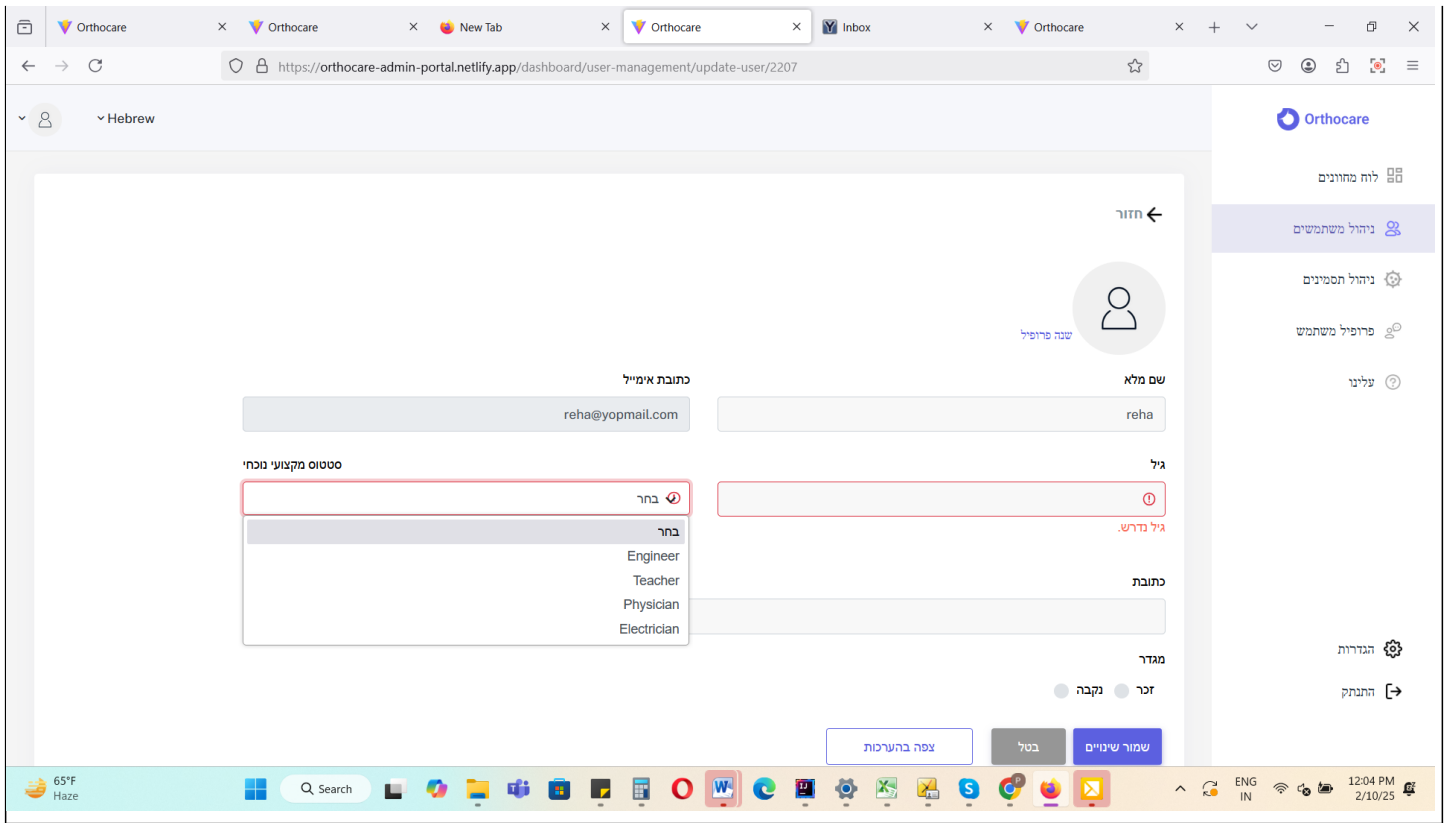 Orthocare
Orthocare
New Tab
Orthocare
Inbox
Orthocare
https://orthocare-admin-portal.netlify.app/dashboard/user-management/update-user/2207
Hebrew
Orthocare
לוח מחוונים
ניהול משתמשים
ניהול תסמינים
פרופיל משתמש
עלינו
הגדרות
התנתק
חזור
שנה פרופיל
שם מלא
reha
כתובת אימייל
reha@yopmail.com
גיל
גיל נדרש.
סטטוס מקצועי נוכחי
בחר
בחר
Engineer
Teacher
Physician
Electrician
כתובת
מגדר
זכר
נקבה
שמור שינויים
בטל
צפה בהערכות
65°F
Haze
Search
ENG
IN
12:04 PM
2/10/25